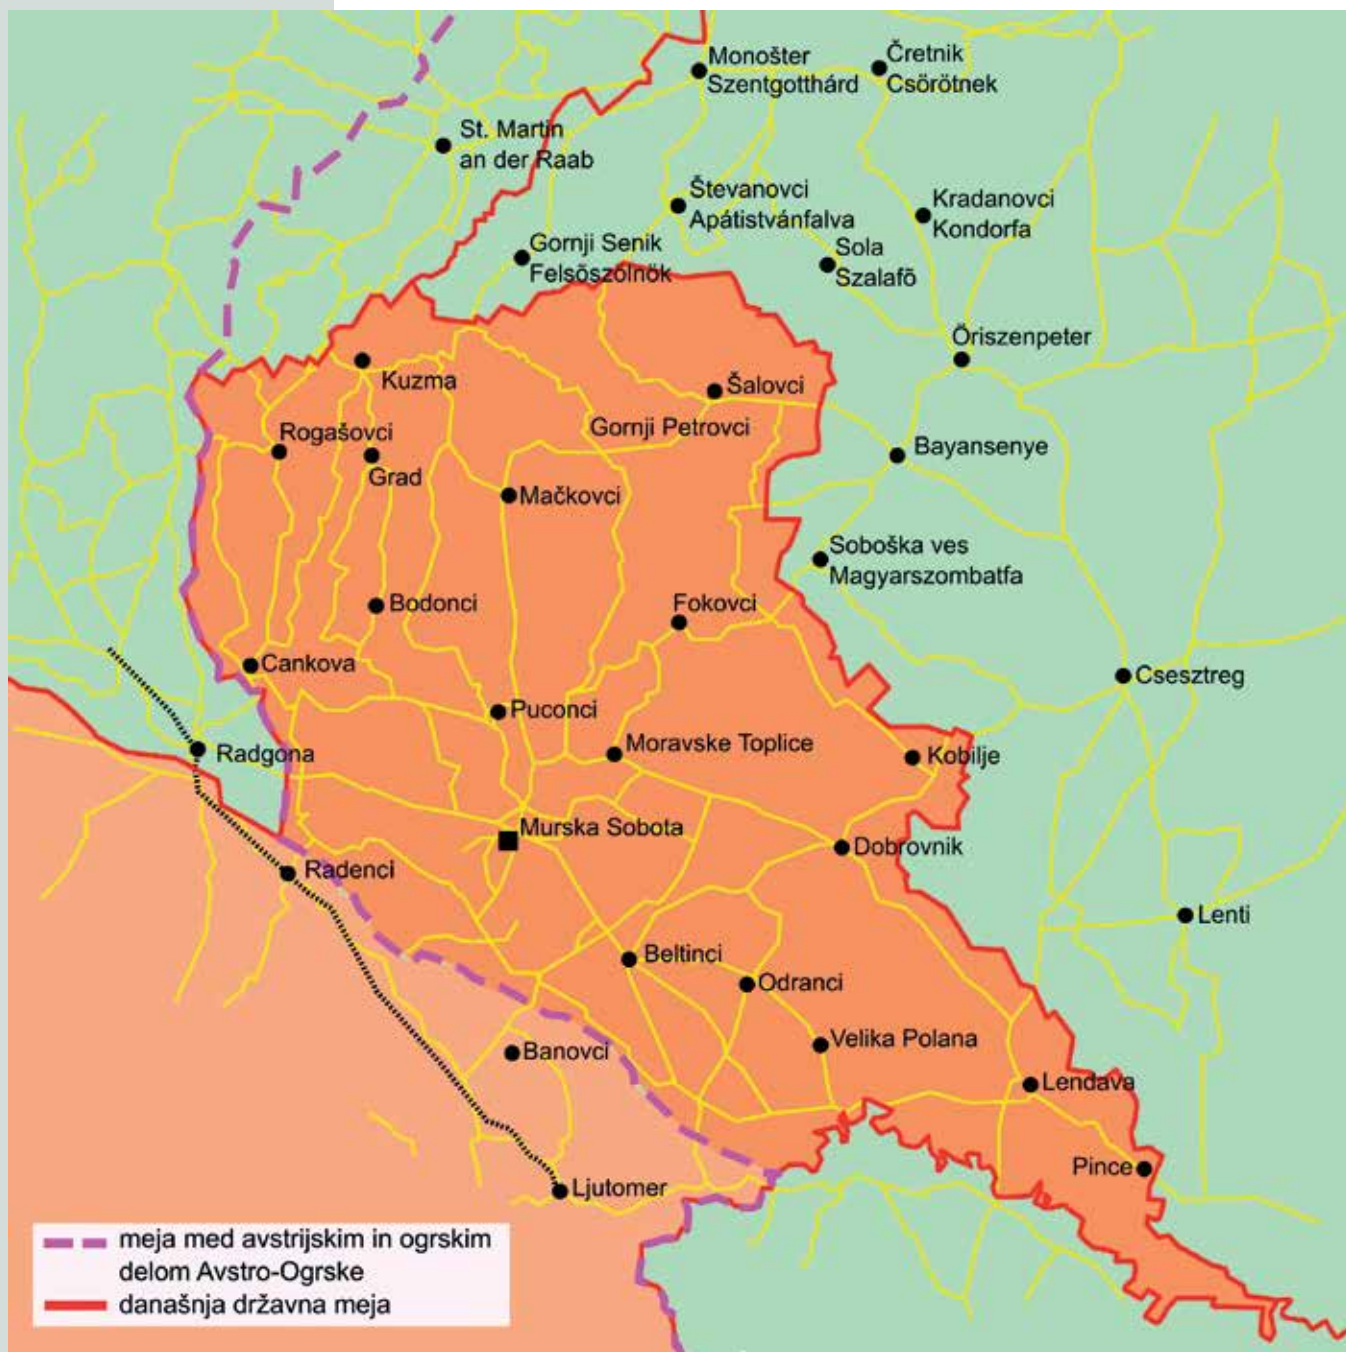 Monošter
Szentgotthárd
Čretnik
Csörötnek
St. Martin
an der Raab
Števanovci
Apátistvánfalva
Kradanovci
Kondorfa
Gornji Senik
Felsõszolnök
Sola
Szalafõ
Öriszenpeter
Kuzma
Šalovci
Rogašovci
Gornji Petrovci
Grad
Bayansenye
Mačkovci
Soboška ves
Magyarszombatfa
Bodonci
Fokovci
Cankova
Csesztreg
Puconci
Radgona
Moravske Toplice
Kobilje
Murska Sobota
Dobrovnik
Radenci
Lenti
Beltinci
Odranci
Banovci
Velika Polana
Lendava
Pince
Ljutomer
meja med avstrijskim in ogrskim
delom Avstro-Ogrske
današnja državna meja